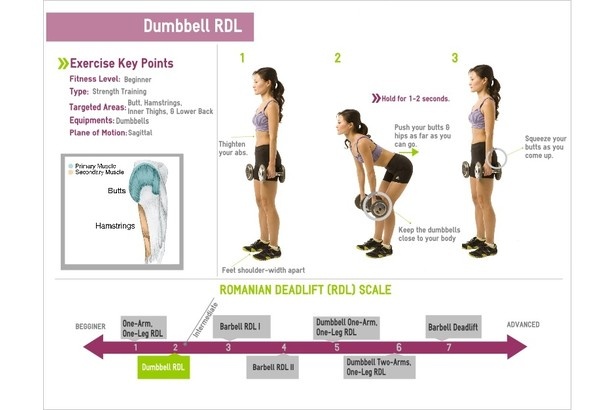 Dumbbell RDL
Exercise Key Points
Fitness Level: Beginner
Type: Strength Training
Targeted Areas: Butt, Hamstrings,
Inner Thighs, & Lower Back
Equipments: Dumbbells
Plane of Motion: Sagittal
Primary Muscle
Secondary Muscle
Butts
Hamstrings
1
Thighten
your abs.
Feet shoulder-width apart
2
Hold for 1-2 seconds.
Push your butts &
hips as far as you
can go.
Keep the dumbbells
close to your body
3
Squeeze your
butts as you
come up.
ROMANIAN DEADLIFT (RDL) SCALE
BEGGINER
One-Arm,
One-Leg RDL
1
2
Dumbbell RDL
Intermediate
Barbell RDL I
3
4
Barbell RDL II
Dumbbell One-Arm,
One-Leg RDL
5
6
Dumbbell Two-Arms,
One-Leg RDL
Barbell Deadlift
7
ADVANCED